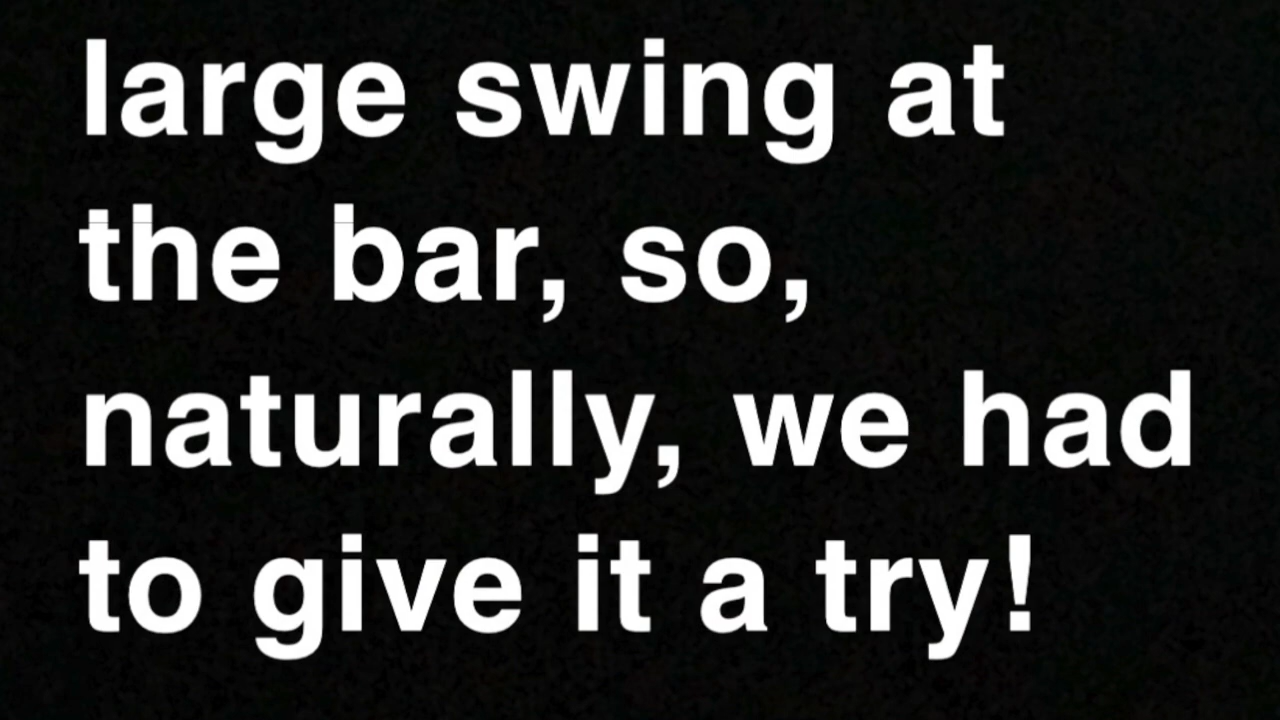 large swing at
the bar, so,
naturally, we had
to give it a try!